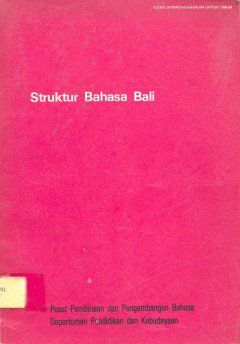 TIDAK DIPERDAGANGKAN UNTUK UMUM
Struktur Bahasa Bali
Pusat Pembinaan dan Pengembangan Bahasa
Departemen Pendidikan dan Kebudayaan